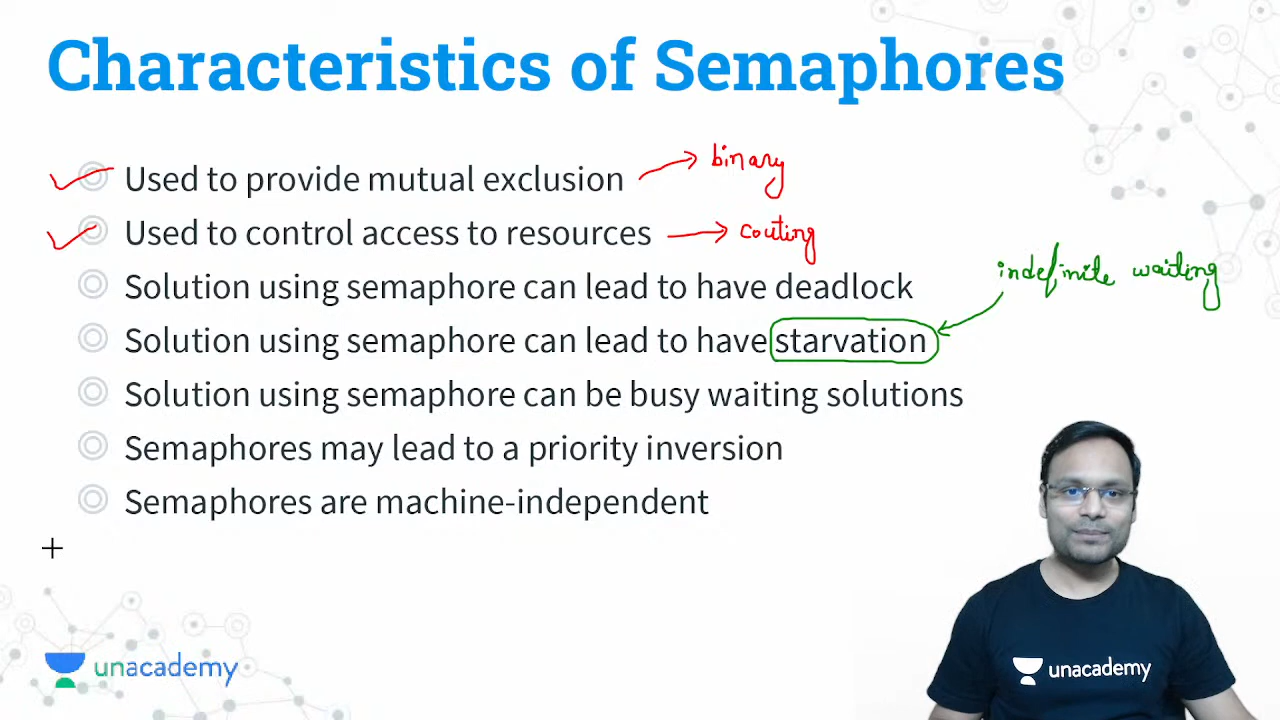 Characteristics of Semaphores
Used to provide mutual exclusion → binary
Used to control access to resources → couting
Solution using semaphore can lead to have deadlock
indefinite waiting
Solution using semaphore can lead to have starvation
Solution using semaphore can be busy waiting solutions
Semaphores may lead to a priority inversion
Semaphores are machine-independent
unacademy
unacademy